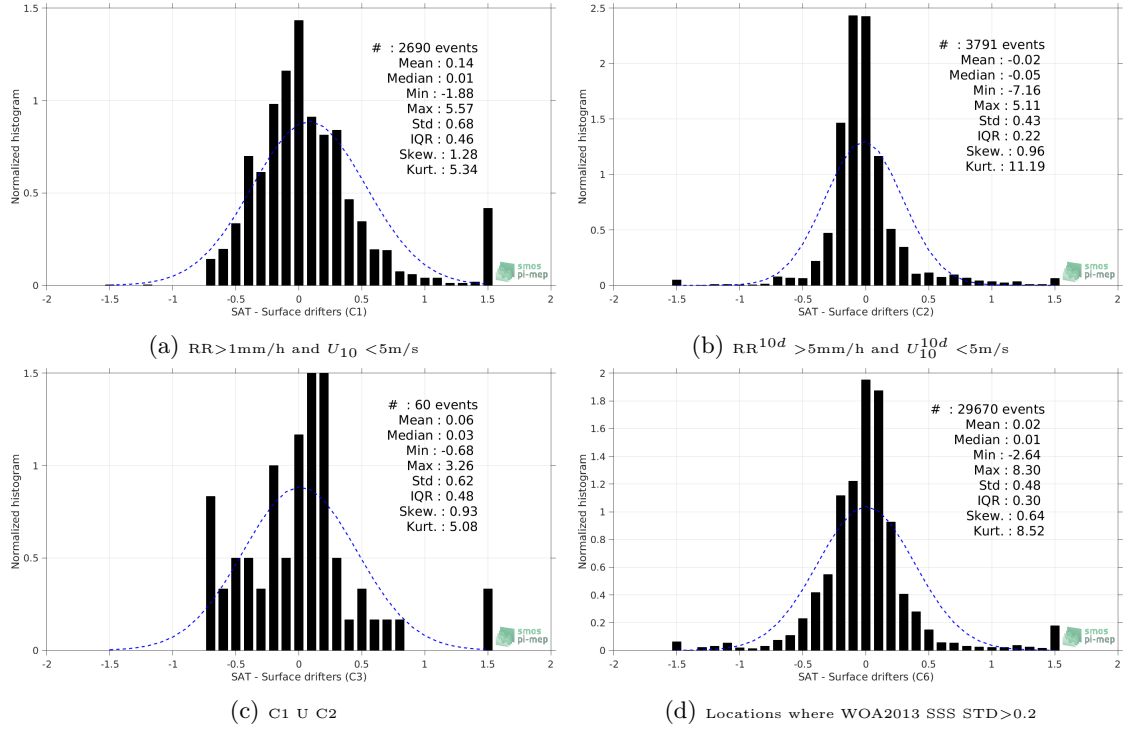 1.5
1
0.5
0
-2
-1.5
-1
-0.5
0
0.5
1
1.5
2
Normalized histogram
SAT - Surface drifters (C1)
# : 2690 events
Mean : 0.14
Median : 0.01
Min : -1.88
Max : 5.57
Std : 0.68
IQR : 0.46
Skew. : 1.28
Kurt. : 5.34
smos
pi-mep
(a) RR>1mm/h and U10 <5m/s
2.5
2
1.5
1
0.5
0
-2
-1.5
-1
-0.5
0
0.5
1
1.5
2
Normalized histogram
SAT - Surface drifters (C2)
# : 3791 events
Mean : -0.02
Median : -0.05
Min : -7.16
Max : 5.11
Std : 0.43
IQR : 0.22
Skew. : 0.96
Kurt. : 11.19
smos
pi-mep
(b) RR10d >5mm/h and U10d10 <5m/s
1.5
1
0.5
0
-2
-1.5
-1
-0.5
0
0.5
1
1.5
2
Normalized histogram
SAT - Surface drifters (C3)
# : 60 events
Mean : 0.06
Median : 0.03
Min : -0.68
Max : 3.26
Std : 0.62
IQR : 0.48
Skew. : 0.93
Kurt. : 5.08
smos
pi-mep
(c) C1 U C2
2
1.8
1.6
1.4
1.2
1
0.8
0.6
0.4
0.2
0
-2
-1.5
-1
-0.5
0
0.5
1
1.5
2
Normalized histogram
SAT - Surface drifters (C6)
# : 29670 events
Mean : 0.02
Median : 0.01
Min : -2.64
Max : 8.30
Std : 0.48
IQR : 0.30
Skew. : 0.64
Kurt. : 8.52
smos
pi-mep
(d) Locations where WOA2013 SSS STD>0.2